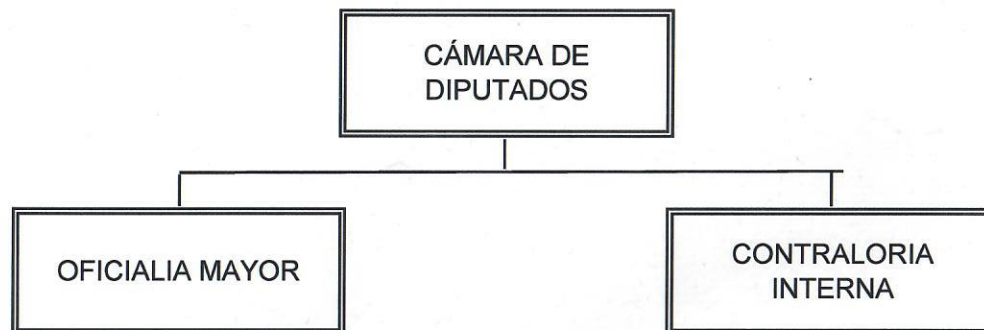 CÁMARA DE
DIPUTADOS
OFICIALIA MAYOR
CONTRALORIA
INTERNA